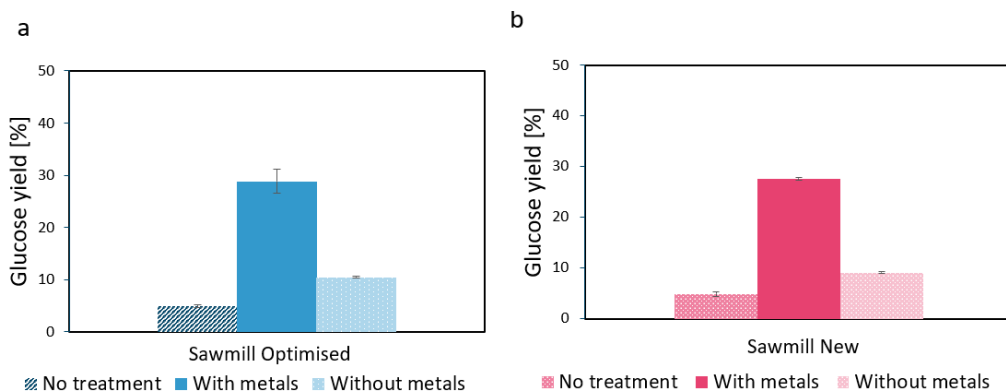 a
50
40
30
20
10
0
Glucose yield [%]
Sawmill Optimised
No treatment With metals Without metals
b
50
40
30
20
10
0
Glucose yield [%]
Sawmill New
No treatment With metals Without metals